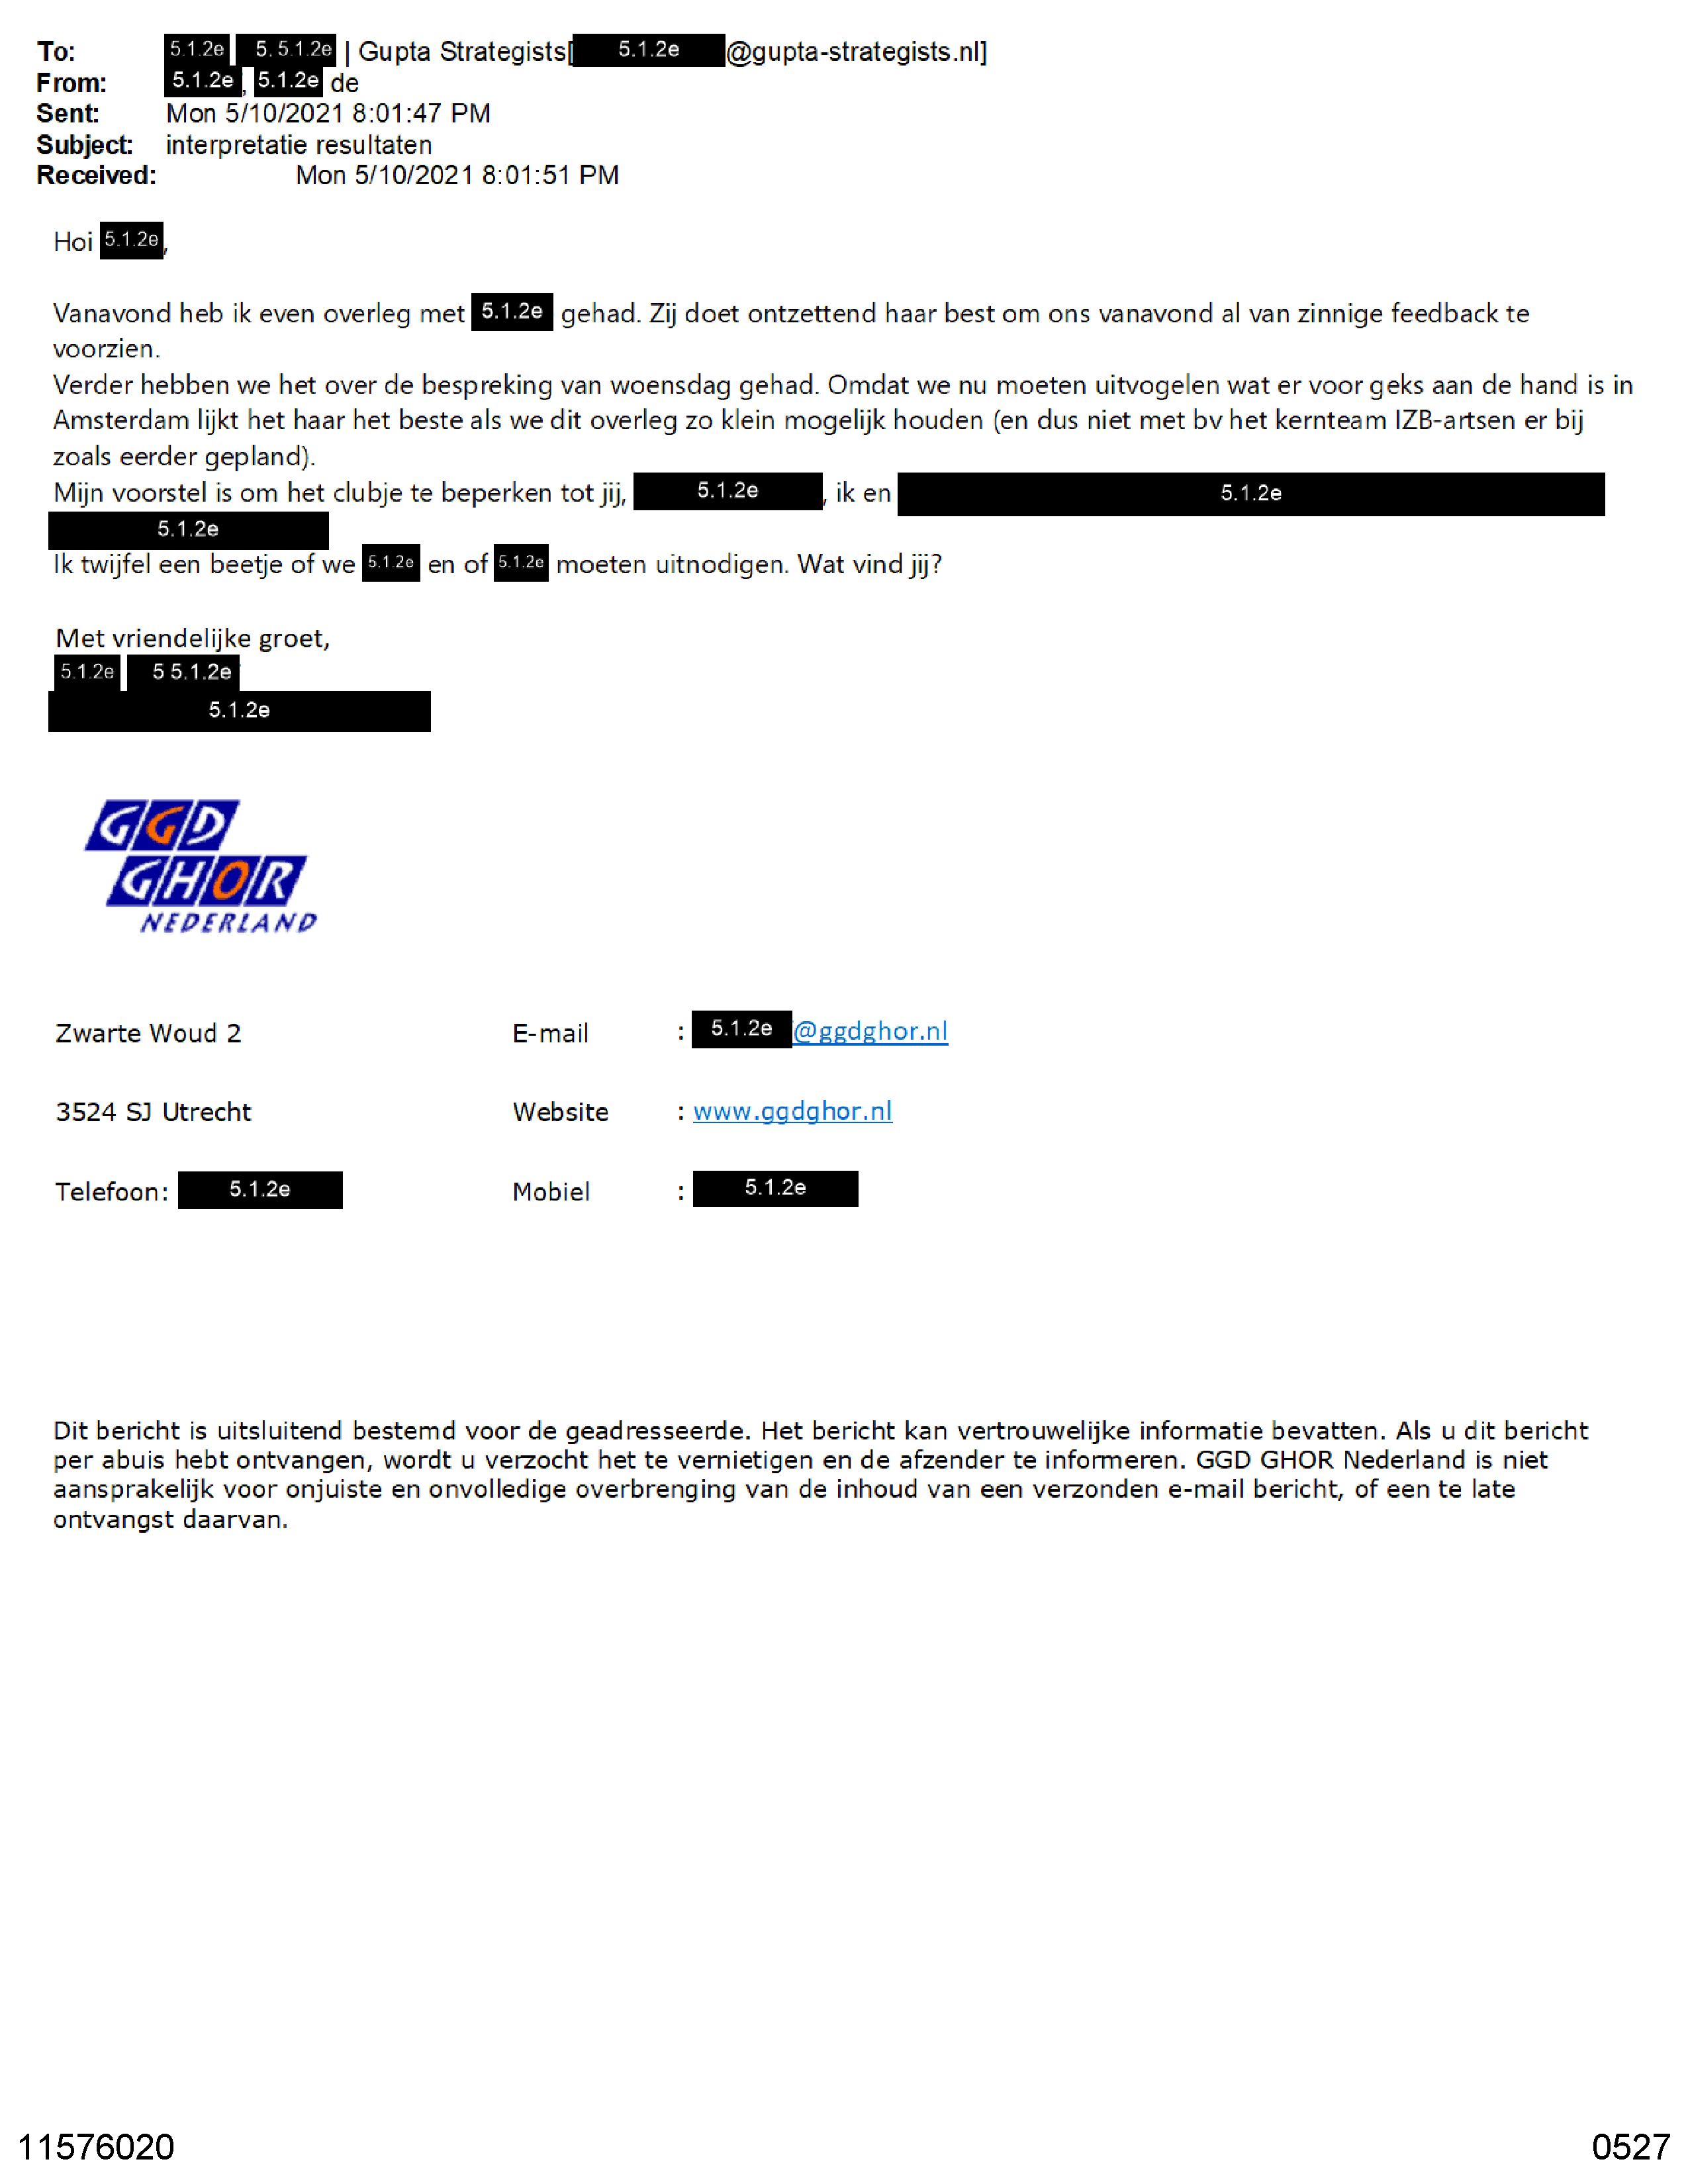 To: 5.1.2e 5. 5.1.2e | Gupta Strategists[ 5.1.2e @gupta-strategists.nl]
From: 5.1.2e, 5.1.2e de
Sent: Mon 5/10/2021 8:01:47 PM
Subject: interpretatie resultaten
Received: Mon 5/10/2021 8:01:51 PM
Hoi 5.1.2e,
Vanavond heb ik even overleg met 5.1.2e gehad. Zij doet ontzettend haar best om ons vanavond al van zinnige feedback te
voorzien.
Verder hebben we het over de bespreking van woensdag gehad. Omdat we nu moeten uitvogelen wat er voor geks aan de hand is in
Amsterdam lijkt het haar het beste als we dit overleg zo klein mogelijk houden (en dus niet met bv het kernteam IZB-artsen er bij
zoals eerder gepland).
Mijn voorstel is om het clubje te beperken tot jij, 5.1.2e, ik en 5.1.2e
5.1.2e
Ik twijfel een beetje of we 5.1.2e en of 5.1.2e moeten uitnodigen. Wat vind jij?
Met vriendelijke groet,
5.1.2e 5 5.1.2e
5.1.2e
GGD
GHOR
NEDERLAND
Zwarte Woud 2 E-mail : 5.1.2e @ggdghor.nl
3524 SJ Utrecht Website : www.ggdghor.nl
Telefoon: 5.1.2e Mobiel : 5.1.2e
Dit bericht is uitsluitend bestemd voor de geadresseerde. Het bericht kan vertrouwelijke informatie bevatten. Als u dit bericht
per abuis hebt ontvangen, wordt u verzocht het te vernietigen en de afzender te informeren. GGD GHOR Nederland is niet
aansprakelijk voor onjuiste en onvolledige overbrenging van de inhoud van een verzonden e-mail bericht, of een te late
ontvangst daarvan.
11576020 0527